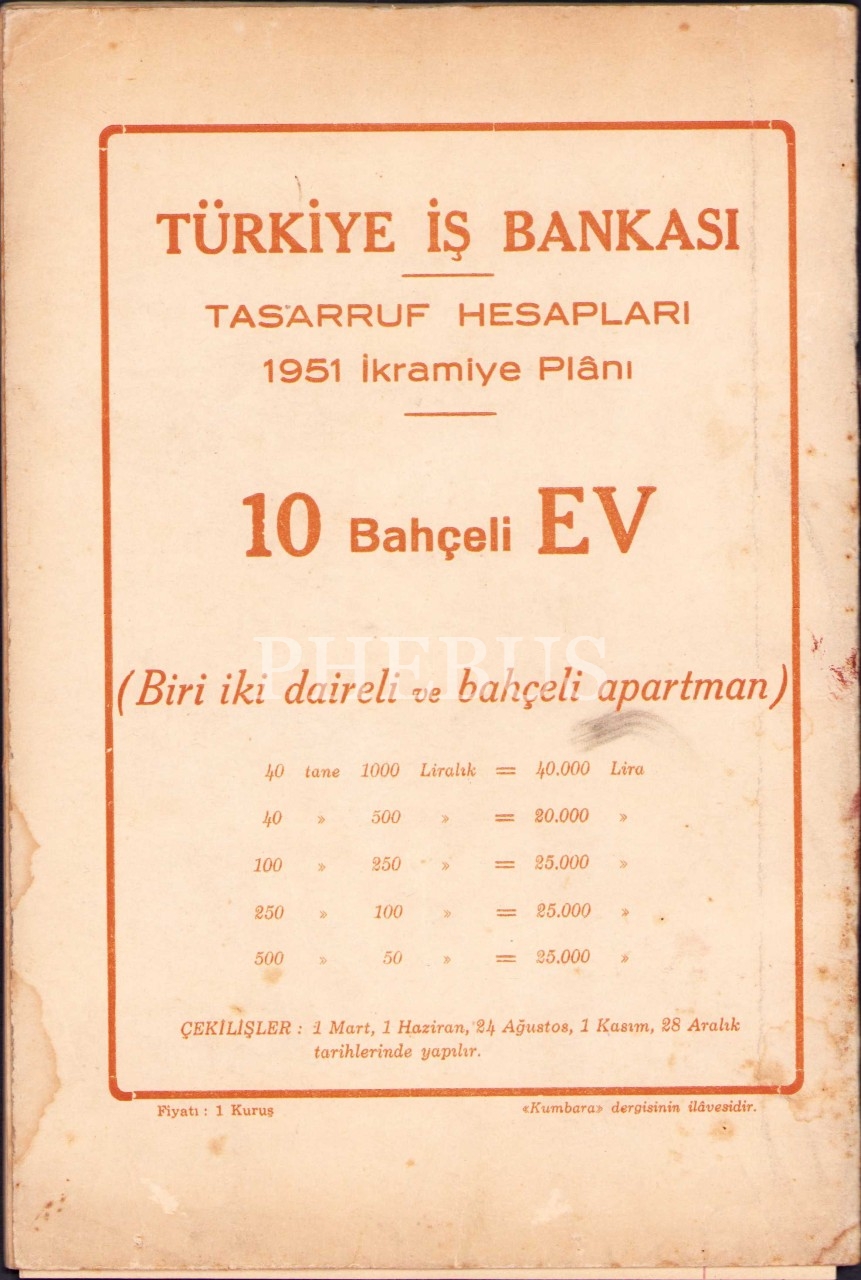 TÜRKİYE İŞ BANKASI
TASARRUF HESAPLARI
1951 İkramiye Plânı
10 Bahçeli EV
PHEBUS
(Biri iki daireli ve bahçeli apartman)
40 tane 1000 Liralık = 40.000 Lira
40 » 500 » = 20.000 »
100 » 250 » = 25.000 »
250 » 100 » = 25.000 »
500 » 50 » = 25.000 »
ÇEKİLİŞLER : 1 Mart, 1 Haziran, 24 Ağustos, 1 Kasım, 28 Aralık
tarihlerinde yapılır.
Fiyatı : 1 Kuruş «Kumbara» dergisinin ilâvesidir.